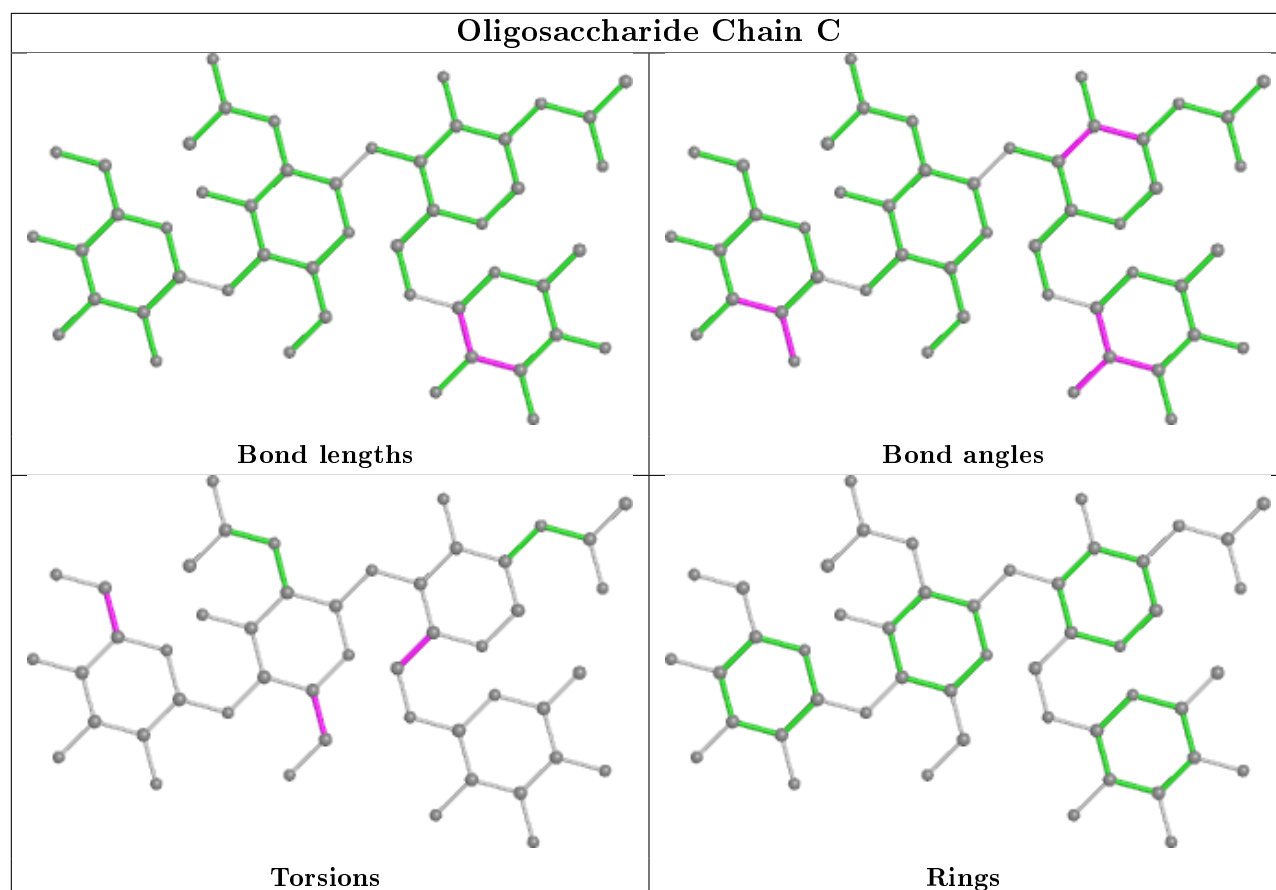 Oligosaccharide Chain C
Bond lengths
Bond angles
Torsions
Rings